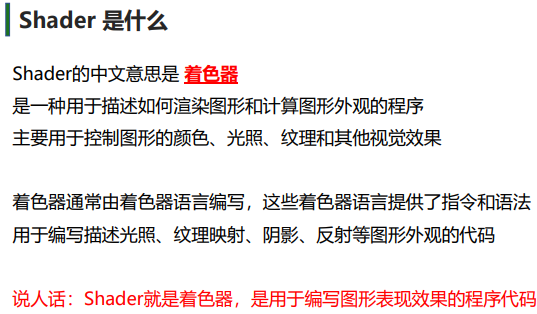 Shader 是什么
Shader的中文意思是 着色器
是一种用于描述如何渲染图形和计算图形外观的程序
主要用于控制图形的颜色、光照、纹理和其他视觉效果
着色器通常由着色器语言编写，这些着色器语言提供了指令和语法
用于编写描述光照、纹理映射、阴影、反射等图形外观的代码
说人话：Shader就是着色器，是用于编写图形表现效果的程序代码